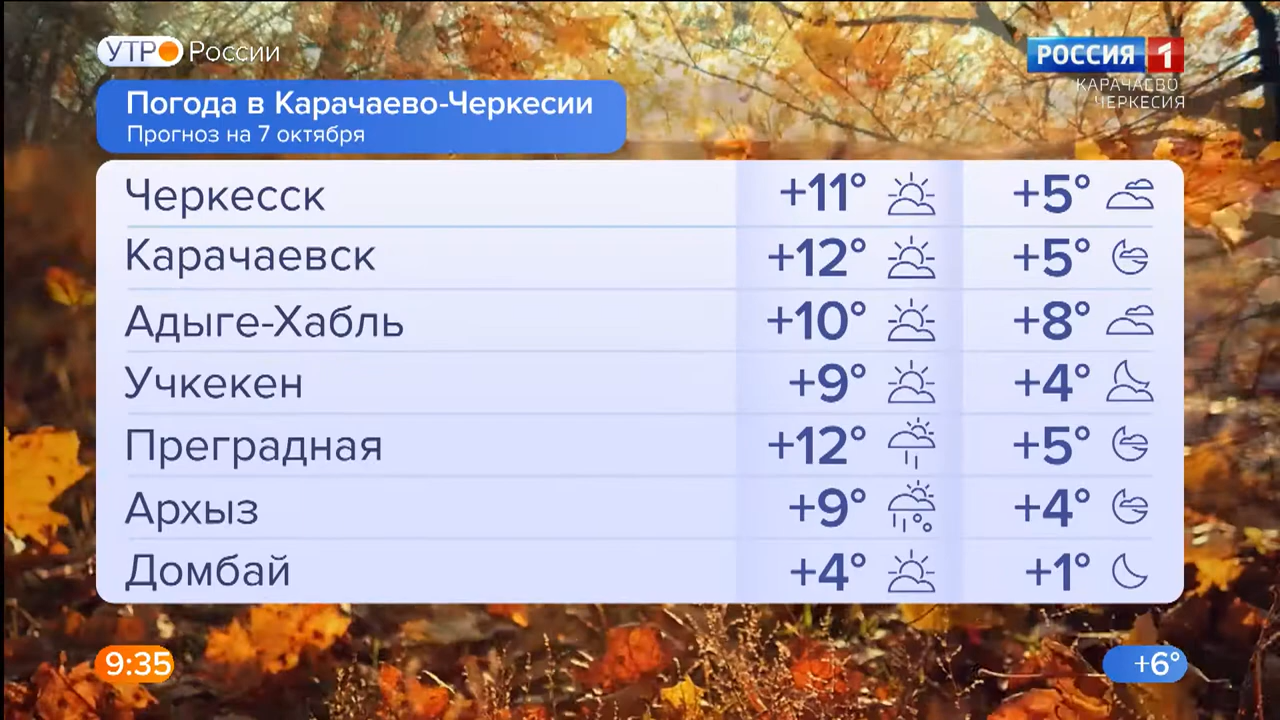 УТРО России
РОССИЯ 1
КАРАЧАЕВО
ЧЕРКЕСИЯ
Погода в Карачаево-Черкесии
Прогноз на 7 октября
Черкесск +11° +5°
Карачаевск +12° +5°
Адыге-Хабль +10° +8°
Учкекен +9° +4°
Преградная +12° +5°
Архыз +9° +4°
Домбай +4° +1°
9:35 +6°